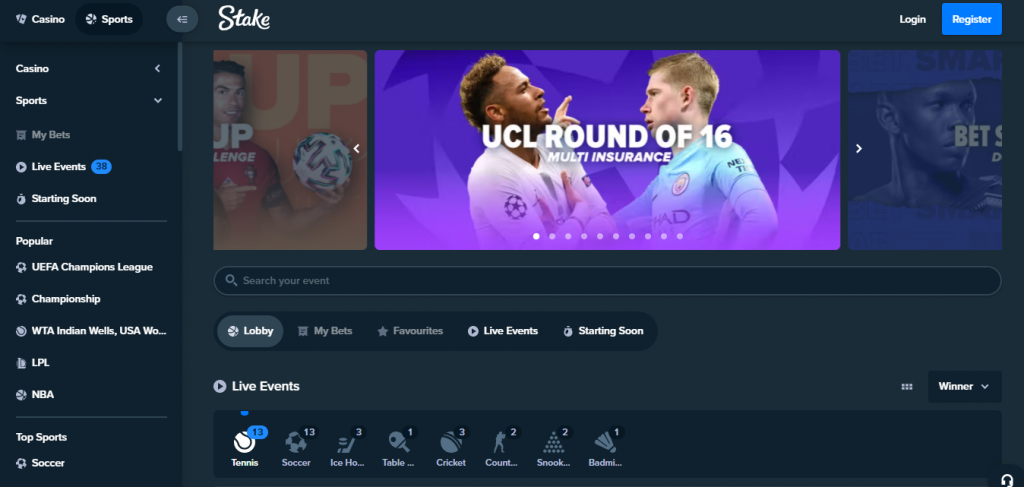 Casino
Sports
Stake
Login
Register
Casino
Sports
My Bets
Live Events 38
Starting Soon
Popular
UEFA Champions League
Championship
WTA Indian Wells, USA Wo...
LPL
NBA
Top Sports
Soccer
UP
UP
LENGE
UCL ROUND OF 16
MULTI INSURANCE
SMA
BET S
D
Search your event
Lobby
My Bets
Favourites
Live Events
Starting Soon
Live Events
Winner
13
13
3
1
3
2
2
1
Tennis
Soccer
Ice Ho...
Table ...
Cricket
Count...
Snook...
Badmi...